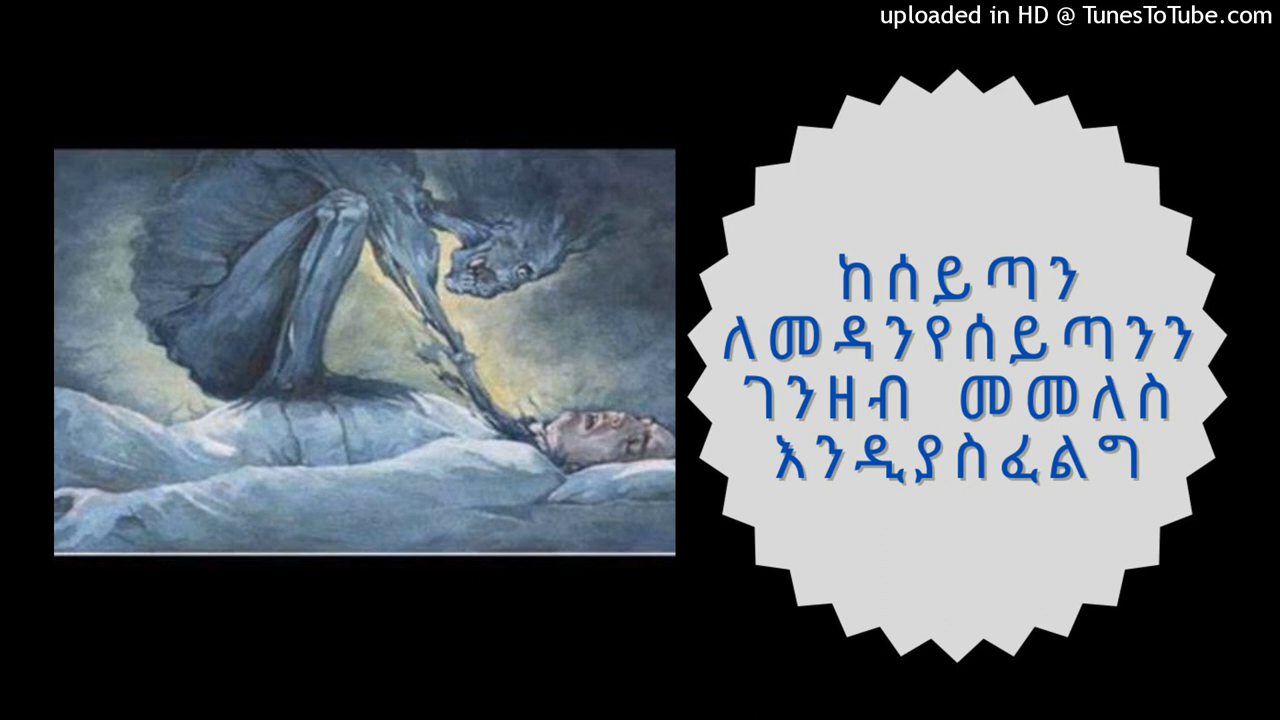 uploaded in HD @ TunesToTube.com
ከሰይጣን
ለመዳንየሰይጣንን
ገንዘብ መመለስ
እንዲያስፈልግ